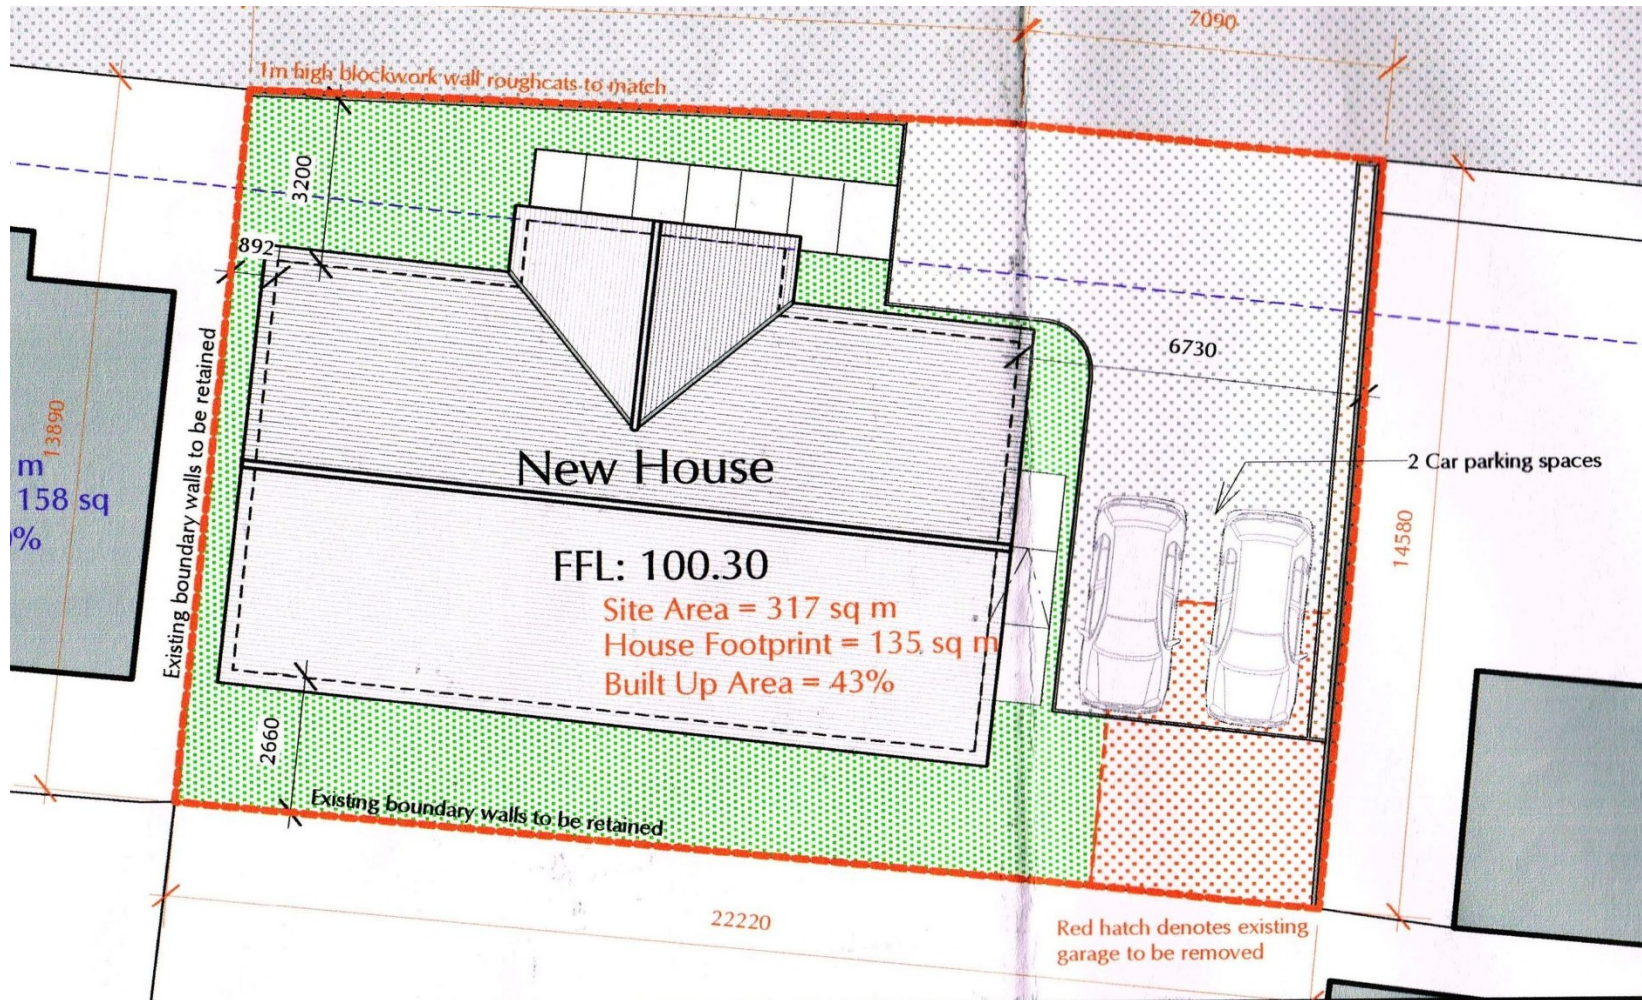 7090
1m high blockwork wall roughcats to match
3200
892
Existing boundary walls to be retained
13890
m
158 sq
%
6730
2 Car parking spaces
New House
FFL: 100.30
Site Area = 317 sq m
House Footprint = 135 sq m
Built Up Area = 43%
14580
2660
Existing boundary walls to be retained
22220
Red hatch denotes existing
garage to be removed